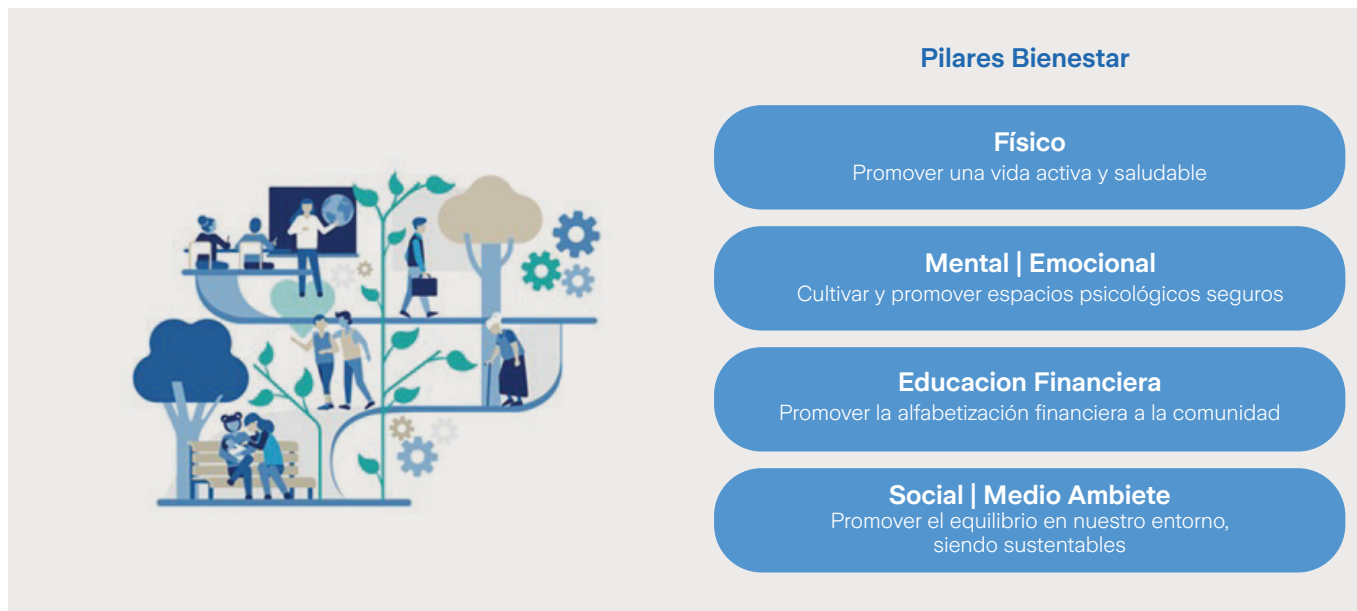 Pilares Bienestar
Físico
Promover una vida activa y saludable
Mental | Emocional
Cultivar y promover espacios psicológicos seguros
Educacion Financiera
Promover la alfabetización financiera a la comunidad
Social | Medio Ambiete
Promover el equilibrio en nuestro entorno,
siendo sustentables